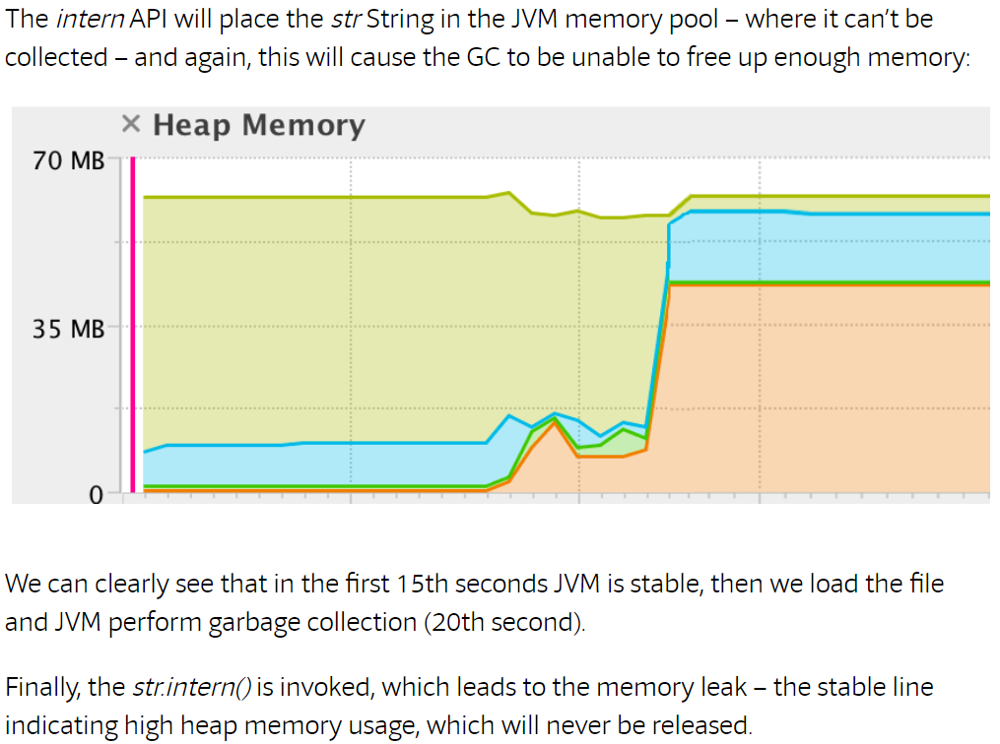 The intern API will place the str String in the JVM memory pool – where it can't be
collected – and again, this will cause the GC to be unable to free up enough memory:
× Heap Memory
70 MB
35 MB
0
We can clearly see that in the first 15th seconds JVM is stable, then we load the file
and JVM perform garbage collection (20th second).
Finally, the str.intern() is invoked, which leads to the memory leak – the stable line
indicating high heap memory usage, which will never be released.